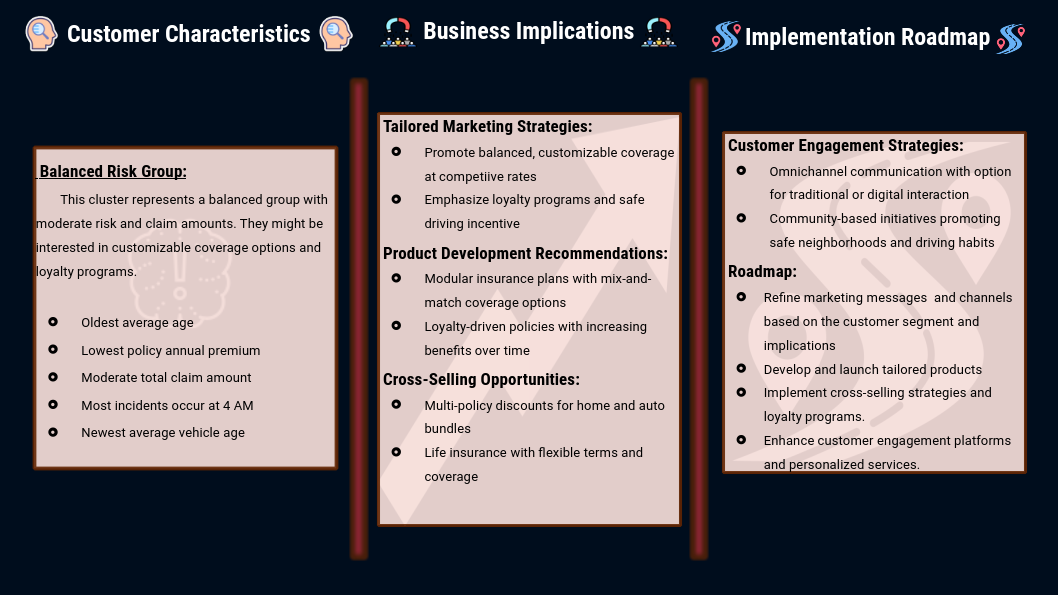 Customer Characteristics
Business Implications
Implementation Roadmap
Balanced Risk Group:
This cluster represents a balanced group with
moderate risk and claim amounts. They might be
interested in customizable coverage options and
loyalty programs.
Oldest average age
Lowest policy annual premium
Moderate total claim amount
Most incidents occur at 4 AM
Newest average vehicle age
Tailored Marketing Strategies:
Promote balanced, customizable coverage
at competiive rates
Emphasize loyalty programs and safe
driving incentive
Product Development Recommendations:
Modular insurance plans with mix-and-
match coverage options
Loyalty-driven policies with increasing
benefits over time
Cross-Selling Opportunities:
Multi-policy discounts for home and auto
bundles
Life insurance with flexible terms and
coverage
Customer Engagement Strategies:
Omnichannel communication with option
for traditional or digital interaction
Community-based initiatives promoting
safe neighborhoods and driving habits
Roadmap:
Refine marketing messages  and channels
based on the customer segment and
implications
Develop and launch tailored products
Implement cross-selling strategies and
loyalty programs.
Enhance customer engagement platforms
and personalized services.